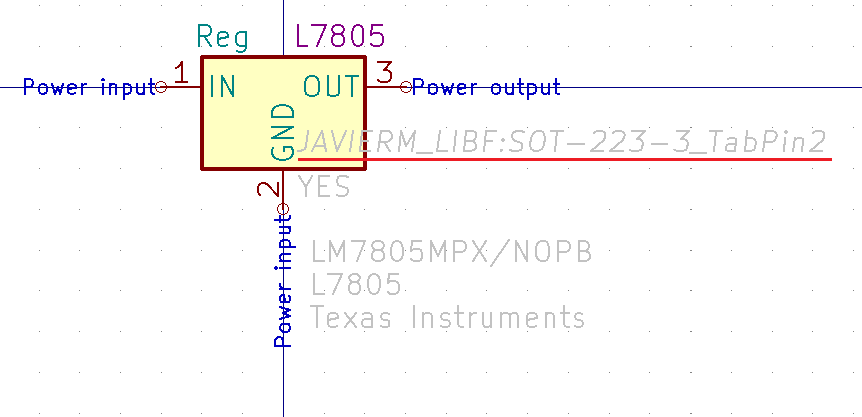 Reg
L7805
Power input
1
IN
OUT
3
Power output
GND
JAVIERM_LIBF:SOT-223-3_TabPin2
2
YES
Power input
LM7805MPX/NOPB
L7805
Texas Instruments